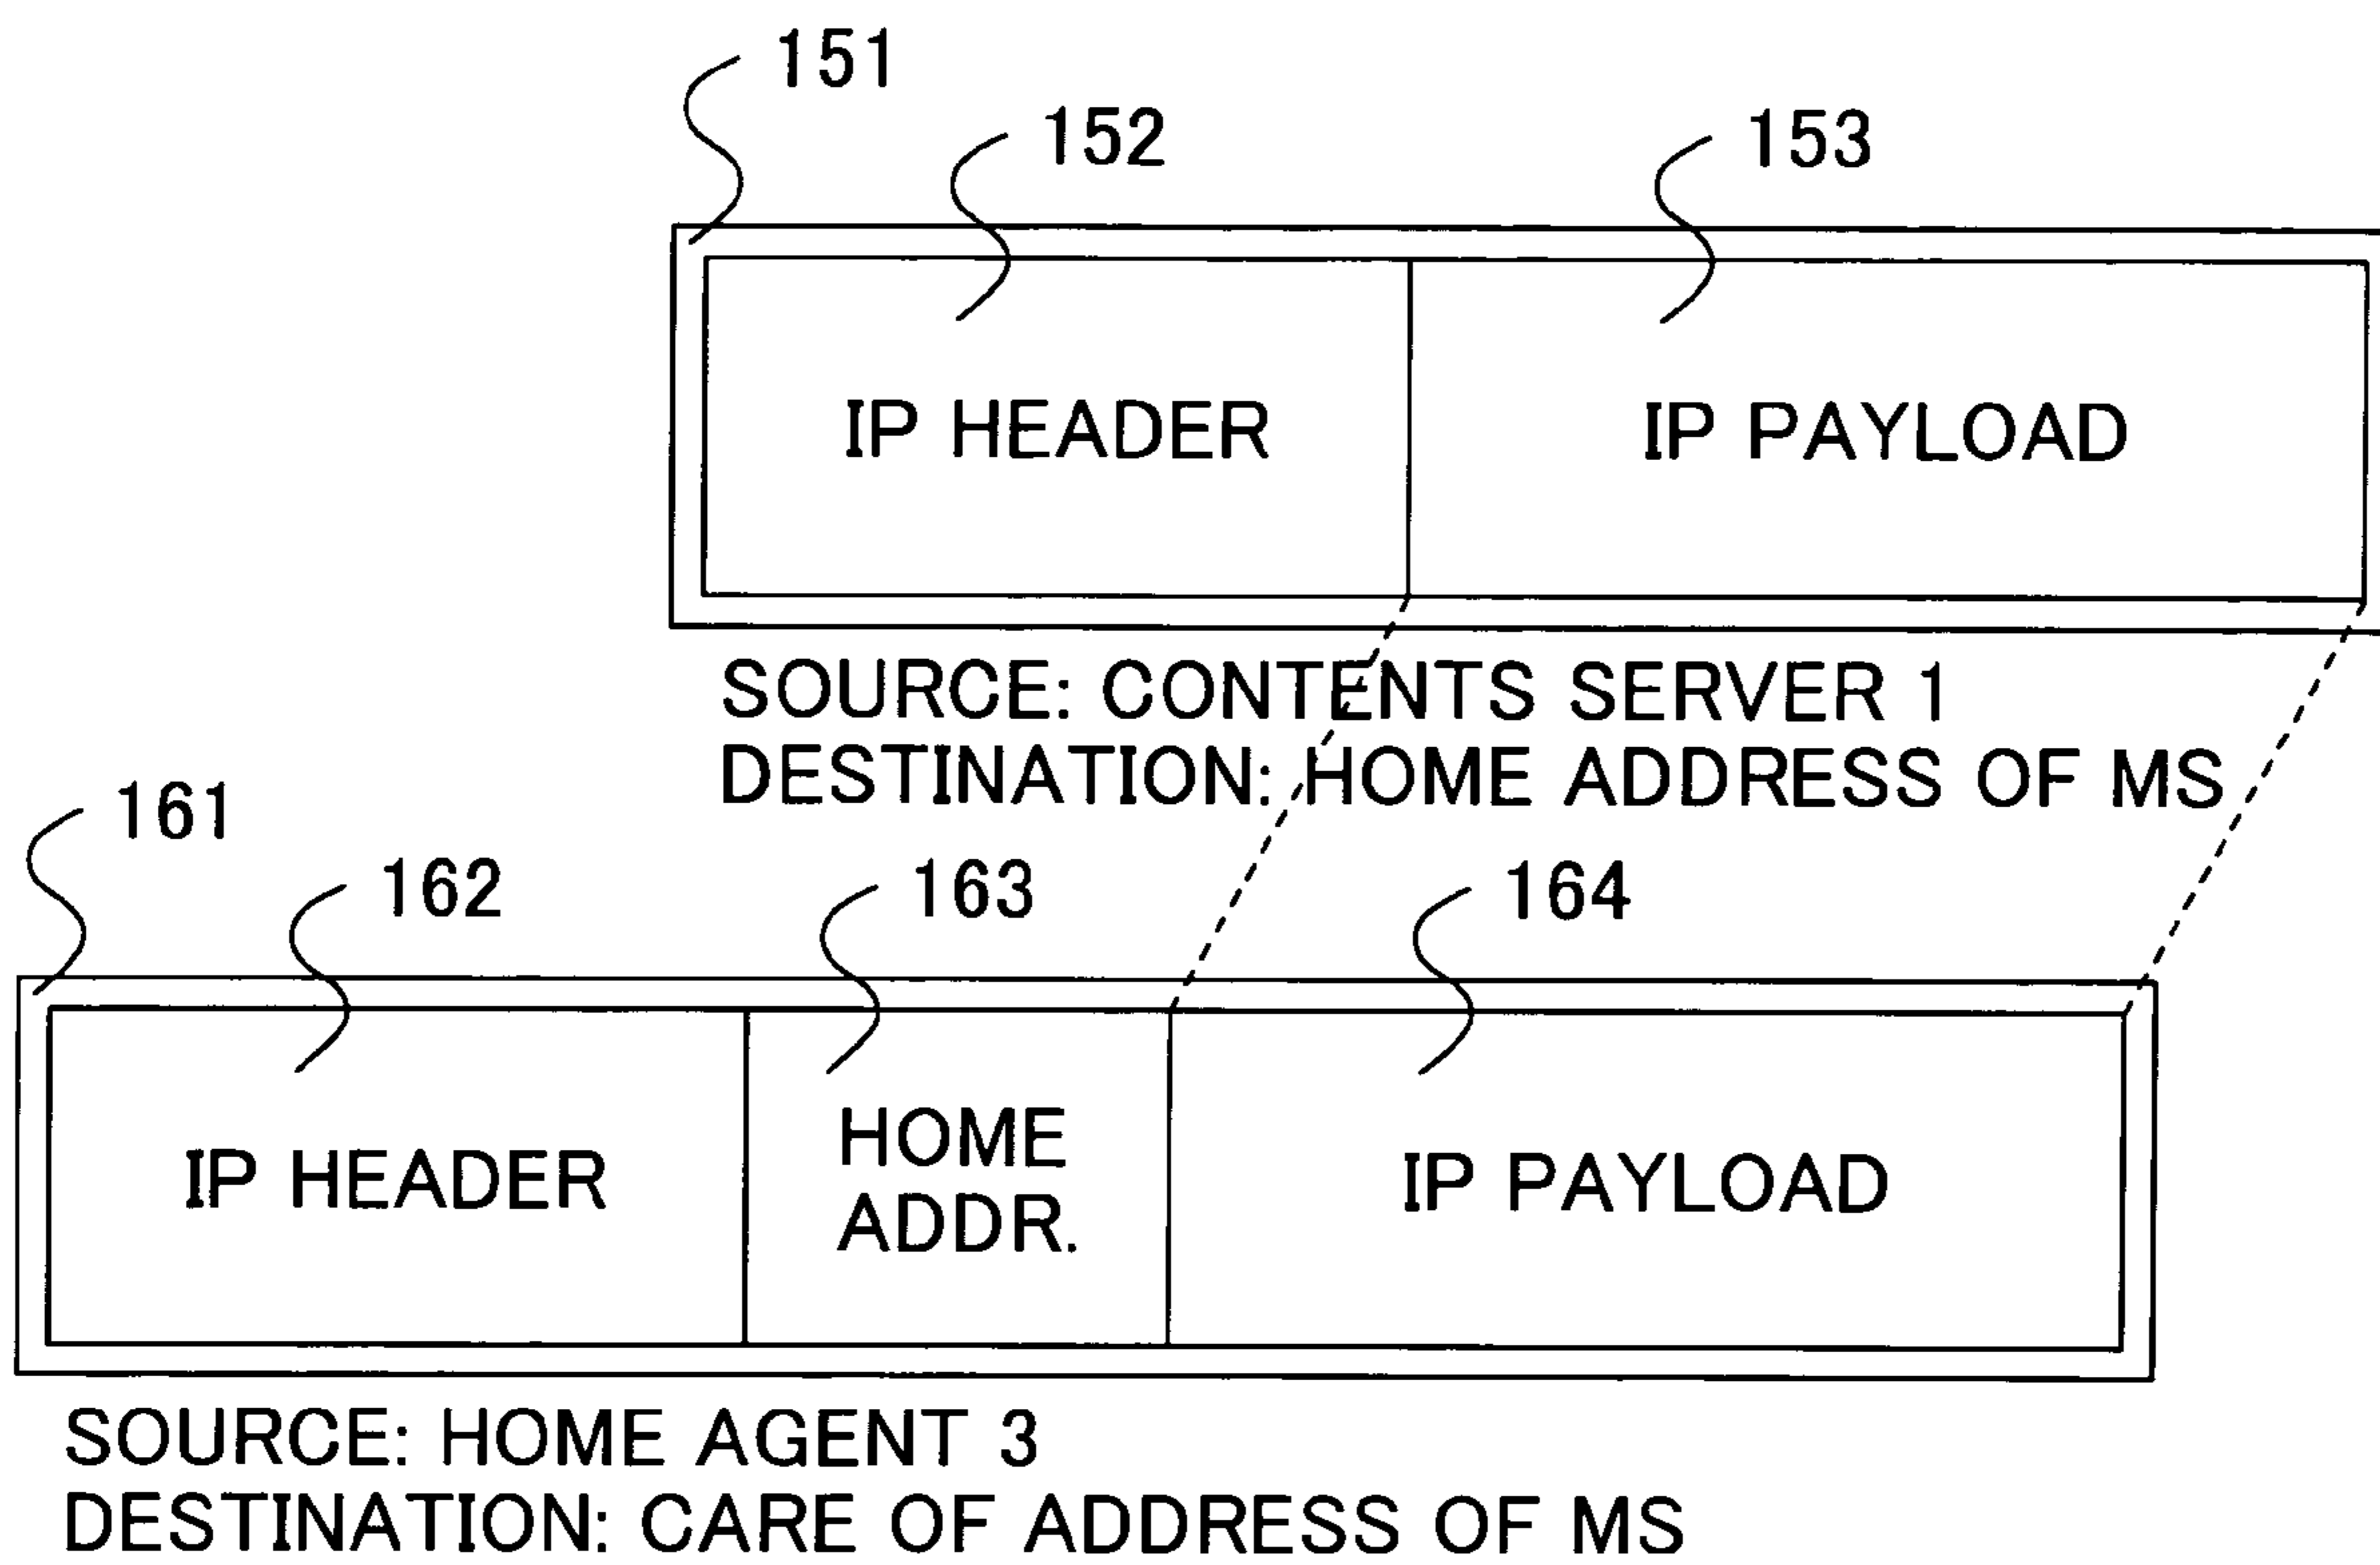 151
152
153
IP HEADER
IP PAYLOAD
SOURCE: CONTENTS SERVER 1
DESTINATION: HOME ADDRESS OF MS
161
162
163
164
IP HEADER
HOME
ADDR.
IP PAYLOAD
SOURCE: HOME AGENT 3
DESTINATION: CARE OF ADDRESS OF MS